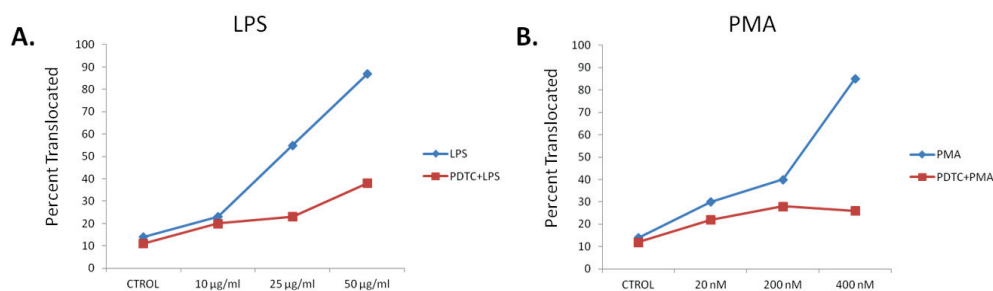 A.
LPS
Percent Translocated
100
90
80
70
60
50
40
30
20
10
0
CTROL 10 µg/ml 25 µg/ml 50 µg/ml
LPS
PDTC+LPS
B.
PMA
Percent Translocated
100
90
80
70
60
50
40
30
20
10
0
CTROL 20 nM 200 nM 400 nM
PMA
PDTC+PMA